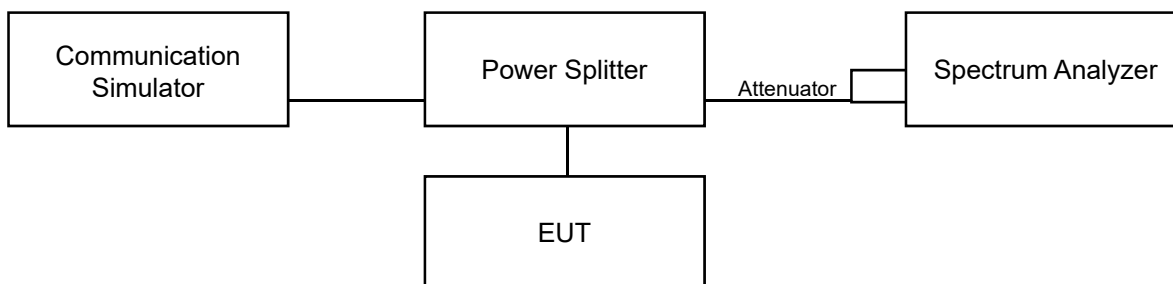 Communication
Simulator
Power Splitter
Attenuator
Spectrum Analyzer
EUT